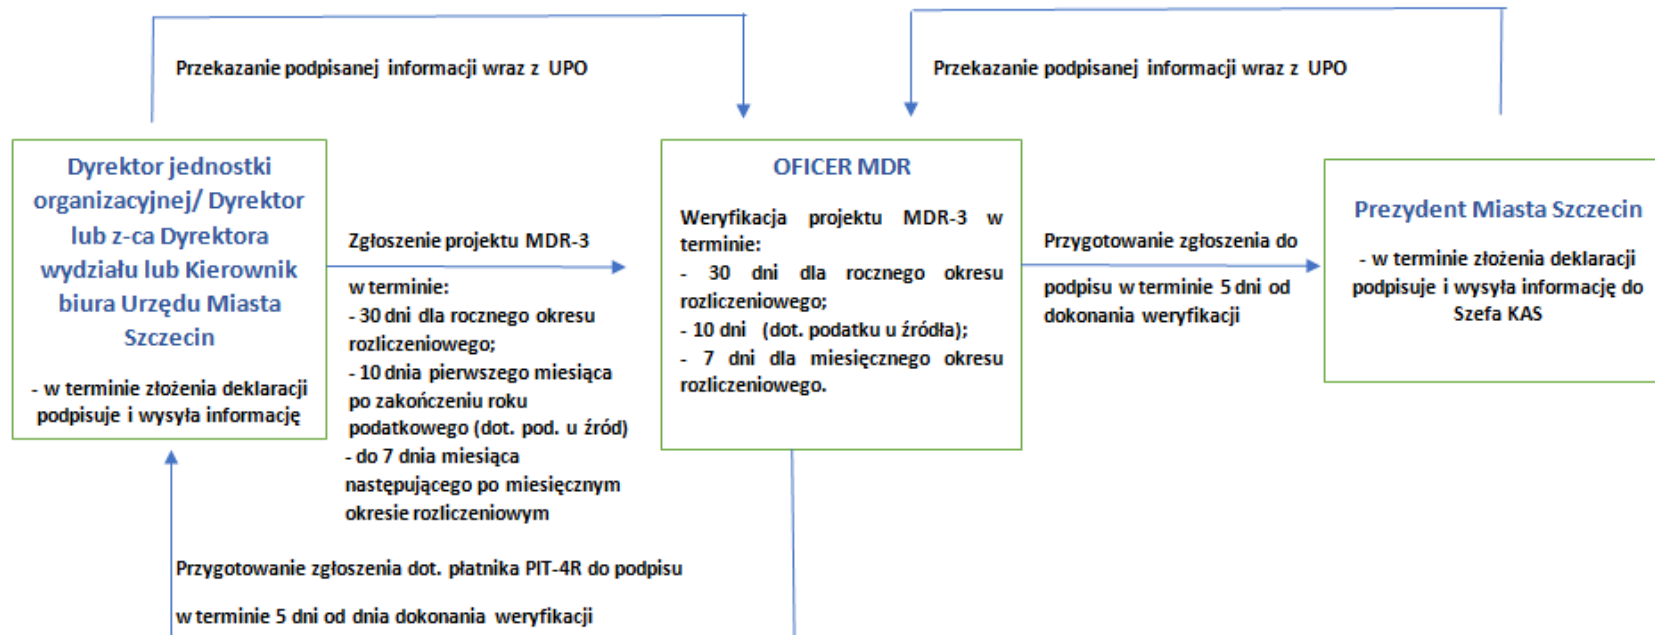 Przekazanie podpisanej informacji wraz z UPO
Przekazanie podpisanej informacji wraz z UPO
Dyrektor jednostki
organizacyjnej/ Dyrektor
lub z-ca Dyrektora
wydziału lub Kierownik
biura Urzędu Miasta
Szczecin
- w terminie złożenia deklaracji
podpisuje i wysyła informację
Zgłoszenie projektu MDR-3
w terminie:
- 30 dni dla rocznego okresu
rozliczeniowego;
- 10 dnia pierwszego miesiąca
po zakończeniu roku
podatkowego (dot. pod. u źród)
- do 7 dnia miesiąca
następującego po miesięcznym
okresie rozliczeniowym
OFICER MDR
Weryfikacja projektu MDR-3 w
terminie:
- 30 dni dla rocznego okresu
rozliczeniowego;
- 10 dni (dot. podatku u źródła);
- 7 dni dla miesięcznego okresu
rozliczeniowego.
Przygotowanie zgłoszenia do
podpisu w terminie 5 dni od
dokonania weryfikacji
Prezydent Miasta Szczecin
- w terminie złożenia deklaracji
podpisuje i wysyła informację do
Szefa KAS
Przygotowanie zgłoszenia dot. płatnika PIT-4R do podpisu
w terminie 5 dni od dnia dokonania weryfikacji